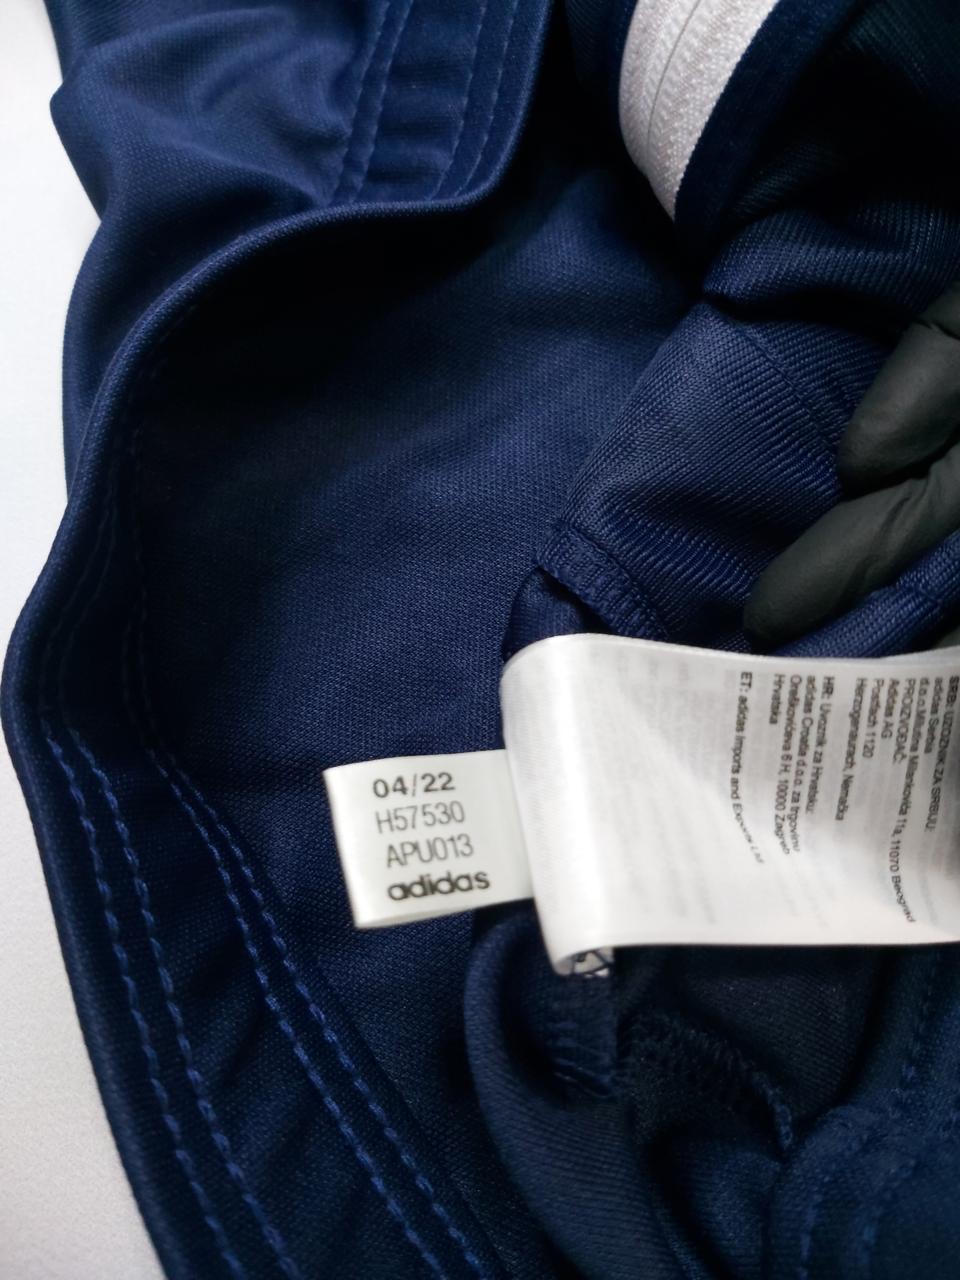 04/22
H57530
APU013
adidas
SRB: UZOZNIK ZA SRBIJU:
adidas Serbia
d.o.o.Milutina Milankovića 11a, 11070 Beograd
PROIZVOĐAČ:
Adidas AG
Postfach 1120
Herzogenaurach, Nemačka
HR: Uvoznik za Hrvatsku:
adidas Croatia d.o.o. za trgovinu
Oreškovićeva 6 H, 10000 Zagreb
Hrvatska
ET: adidas Imports and Exports Ltd